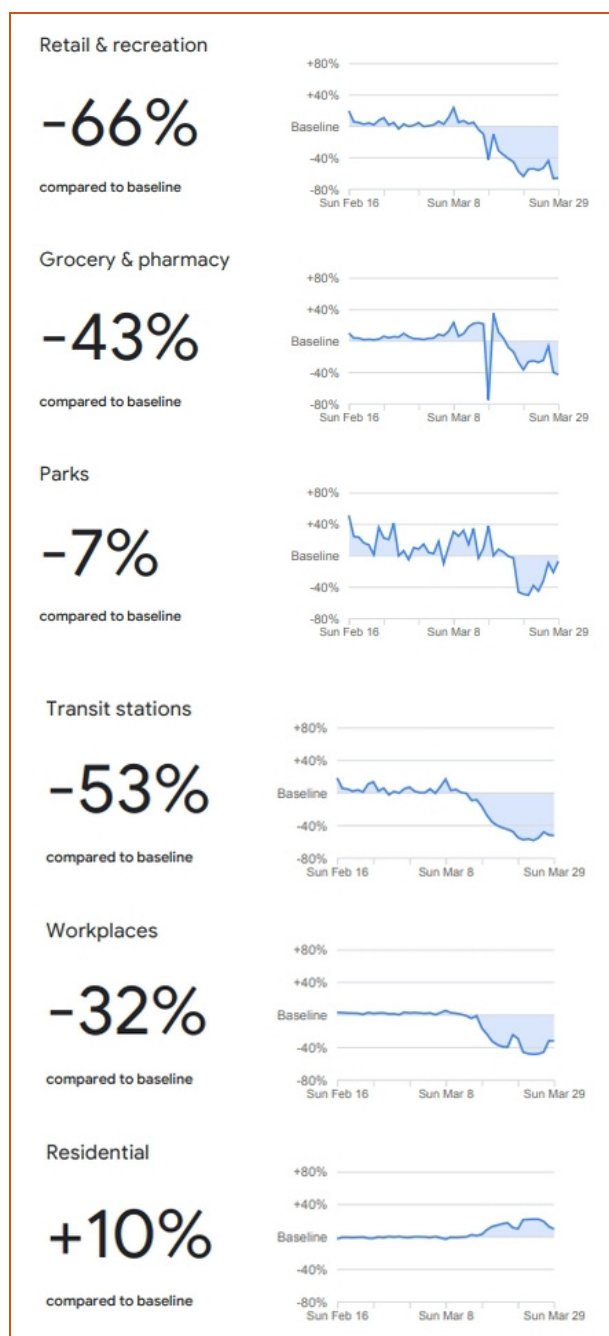 Retail & recreation
-66%
compared to baseline
+80%
+40%
Baseline
-40%
-80%
Sun Feb 16 Sun Mar 8 Sun Mar 29
Grocery & pharmacy
-43%
compared to baseline
+80%
+40%
Baseline
-40%
-80%
Sun Feb 16 Sun Mar 8 Sun Mar 29
Parks
-7%
compared to baseline
+80%
+40%
Baseline
-40%
-80%
Sun Feb 16 Sun Mar 8 Sun Mar 29
Transit stations
-53%
compared to baseline
+80%
+40%
Baseline
-40%
-80%
Sun Feb 16 Sun Mar 8 Sun Mar 29
Workplaces
-32%
compared to baseline
+80%
+40%
Baseline
-40%
-80%
Sun Feb 16 Sun Mar 8 Sun Mar 29
Residential
+10%
compared to baseline
+80%
+40%
Baseline
-40%
-80%
Sun Feb 16 Sun Mar 8 Sun Mar 29